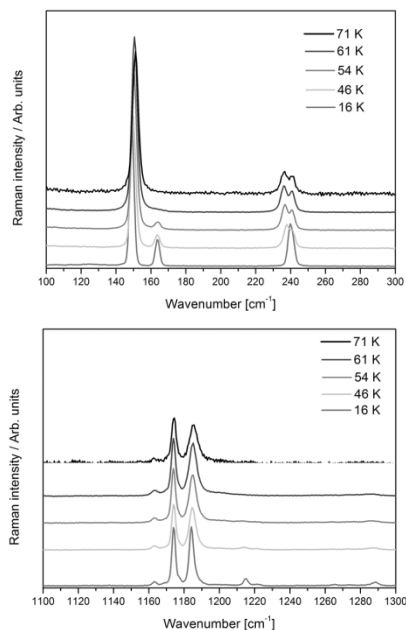 Raman intensity / Arb. units
71 K
61 K
54 K
46 K
16 K
100 120 140 160 180 200 220 240 260 280 300
Wavenumber [cm⁻¹]
Raman intensity / Arb. units
71 K
61 K
54 K
46 K
16 K
1100 1120 1140 1160 1180 1200 1220 1240 1260 1280 1300
Wavenumber [cm⁻¹]